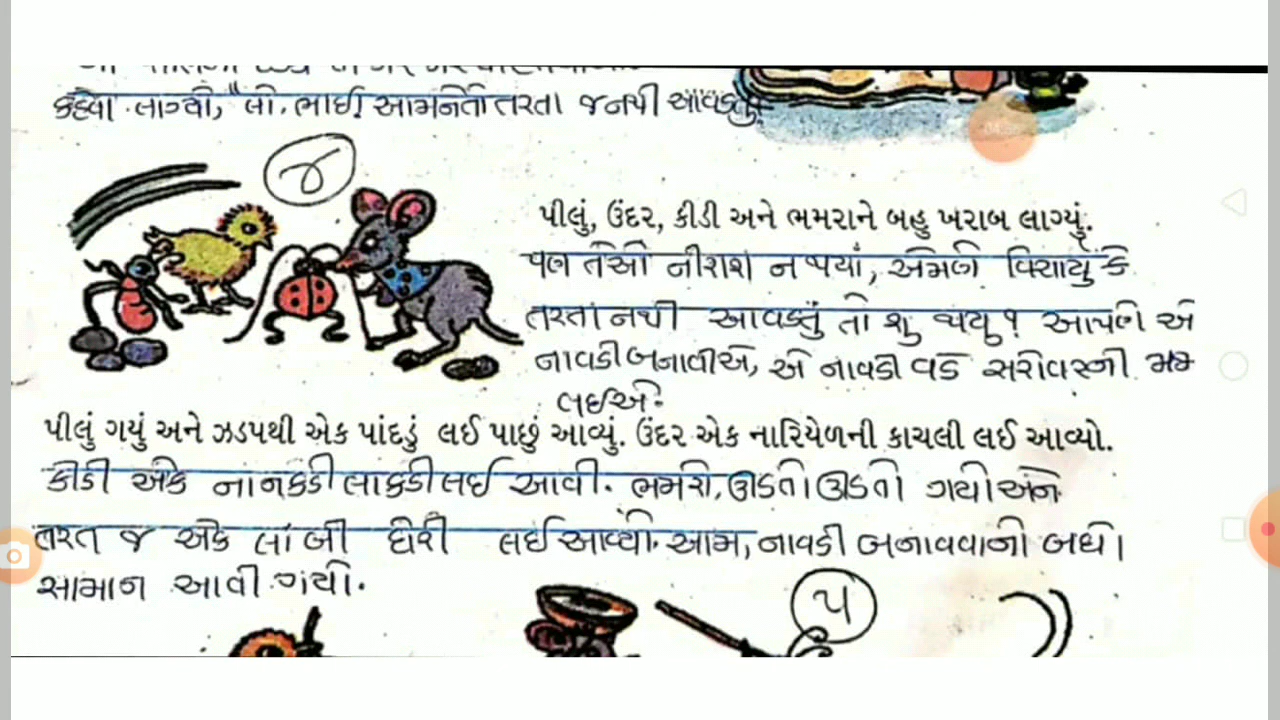 કહેવા લાગ્યો, "લો. ભાઈ! આમનેતો તરતા જ નથી આવડતું!
૪
પીલું, ઉંદર, કીડી અને ભમરાને બહુ ખરાબ લાગ્યું.
પણ તેઓ નીરાશ ન થયાં, એમણે વિચાર્યું કે
તરતાં નથી આવડતું તો શુ થયુ? આપણે એ
નાવડી બનાવીએ, એ નાવડી વડે સરોવરની મઝા
લઈએ.
પીલું ગયું અને ઝડપથી એક પાંદડું લઈ પાછું આવ્યું. ઉંદર એક નારિયેળની કાચલી લઈ આવ્યો.
કીડી એક નાનકડી લાકડી લઈ આવી. ભમરો, ઊડતો ઊડતો ગયો અને
તરત જ એક લાંબી દોરી લઈ આવ્યો. આમ, નાવડી બનાવવાનો બધો
સામાન આવી ગયો.
૫